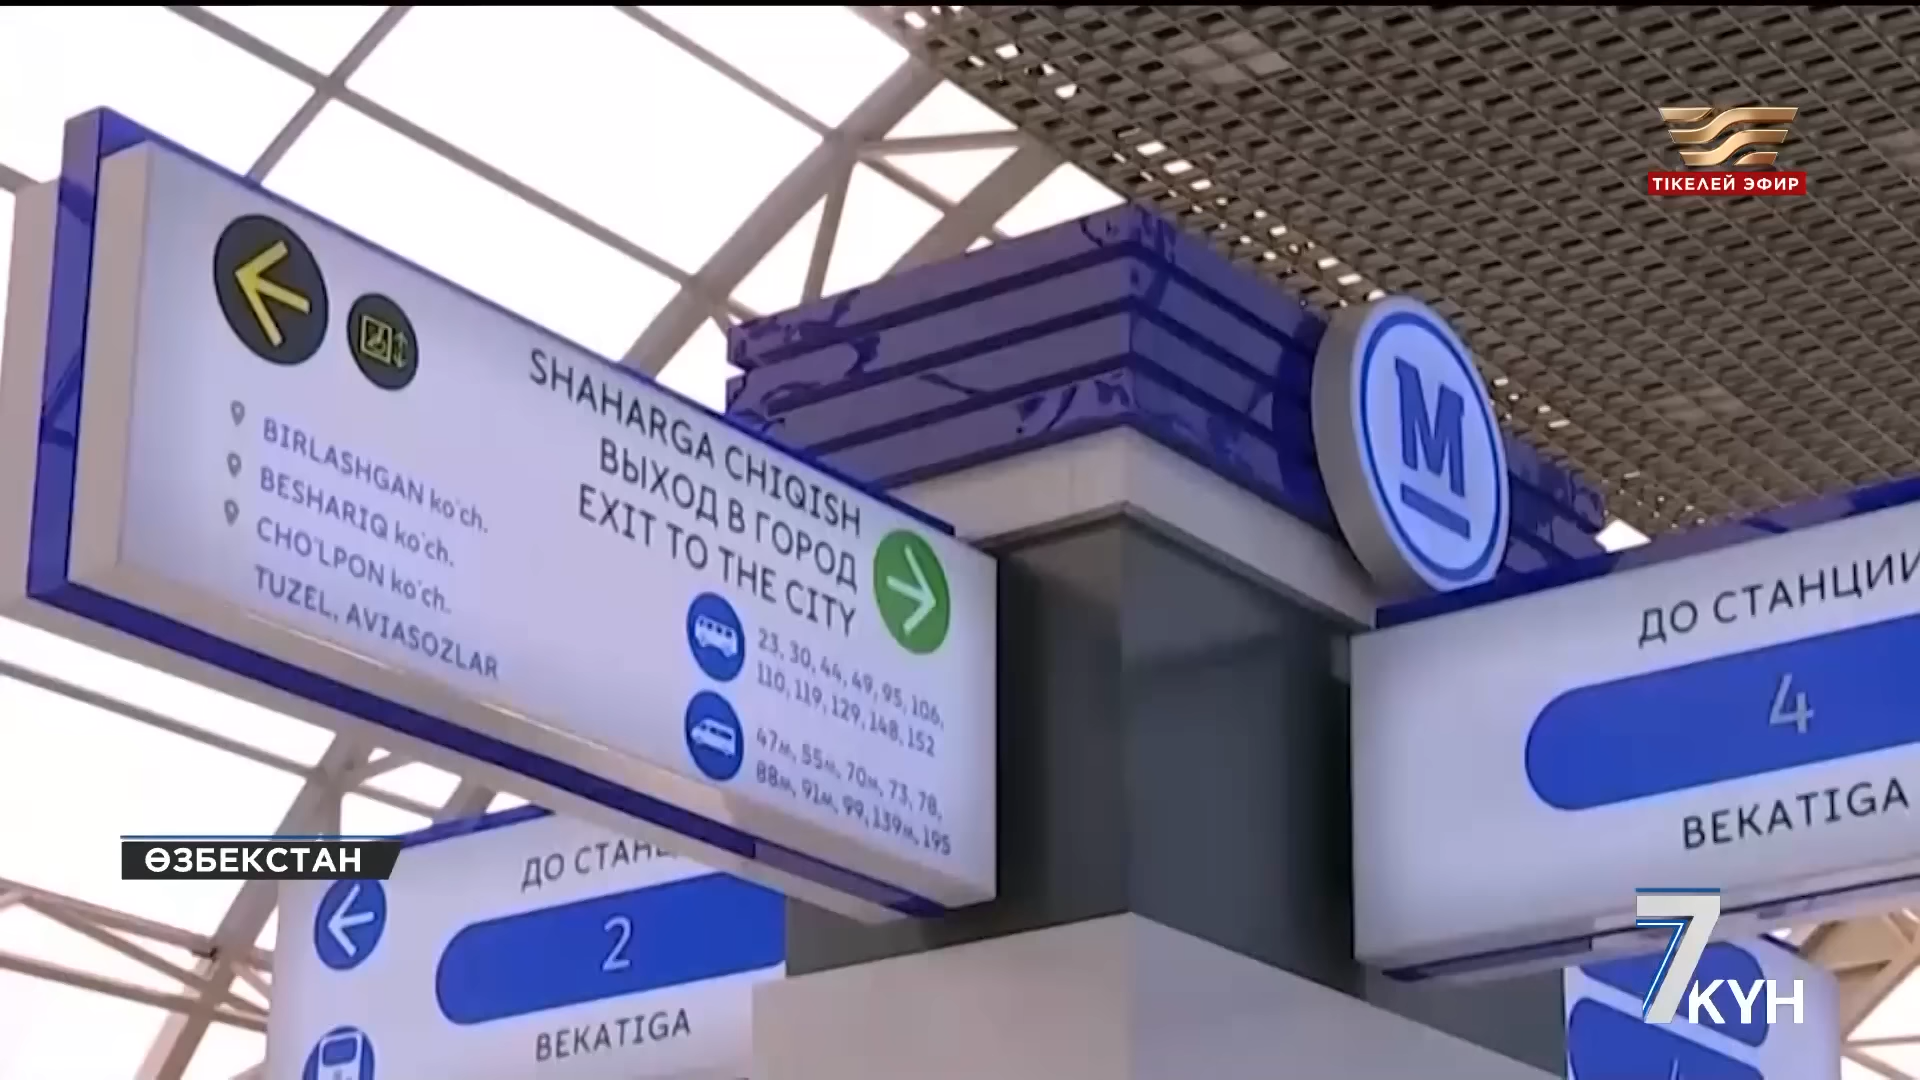 ТІКЕЛЕЙ ЭФИР
SHAHARGA CHIQISH
ВЫХОД В ГОРОД
EXIT TO THE CITY
BIRLASHGAN ko'ch.
BESHARIQ ko'ch.
CHO'LPON ko'ch.
TUZEL, AVIASOZLAR
23, 30, 44, 49, 95, 106,
110, 119, 129, 148, 152
47м, 55м, 70м, 73, 78,
88м, 91м, 99, 139м, 195
M
ДО СТАНЦИИ
4
BEKATIGA
ДО СТАНЦ
2
BEKATIGA
ӨЗБЕКСТАН
7 КҮН